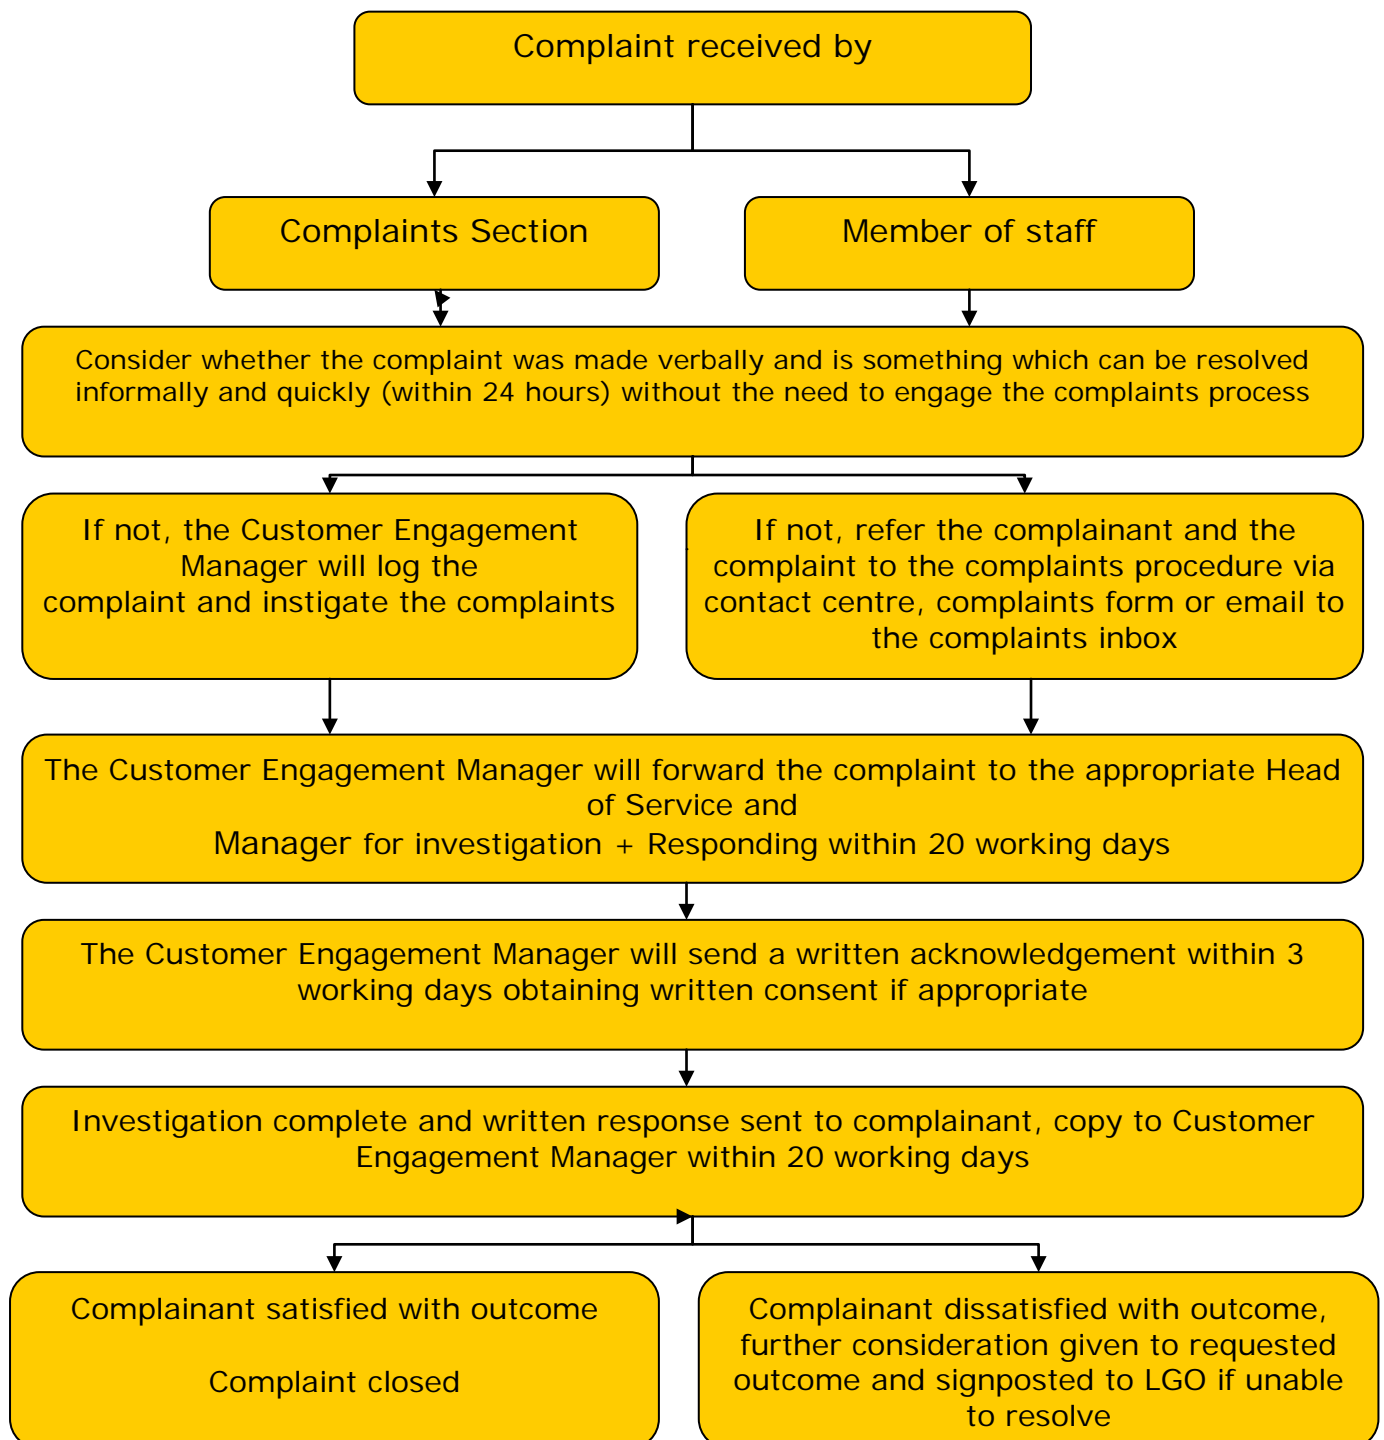 Complaint received by
Complaints Section
Member of staff
Consider whether the complaint was made verbally and is something which can be resolved
informally and quickly (within 24 hours) without the need to engage the complaints process
If not, the Customer Engagement
Manager will log the
complaint and instigate the complaints
If not, refer the complainant and the
complaint to the complaints procedure via
contact centre, complaints form or email to
the complaints inbox
The Customer Engagement Manager will forward the complaint to the appropriate Head
of Service and
Manager for investigation + Responding within 20 working days
The Customer Engagement Manager will send a written acknowledgement within 3
working days obtaining written consent if appropriate
Investigation complete and written response sent to complainant, copy to Customer
Engagement Manager within 20 working days
Complainant satisfied with outcome
Complaint closed
Complainant dissatisfied with outcome,
further consideration given to requested
outcome and signposted to LGO if unable
to resolve